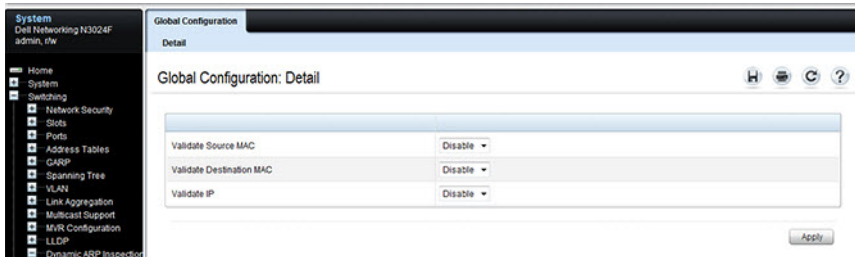 System
Dell Networking N3024F
admin, r/w
Home
System
Switching
Network Security
Slots
Ports
Address Tables
GARP
Spanning Tree
VLAN
Link Aggregation
Multicast Support
MVR Configuration
LLDP
Dynamic ARP Inspection
Global Configuration
Detail
Global Configuration: Detail
Validate Source MAC Disable
Validate Destination MAC Disable
Validate IP Disable
Apply